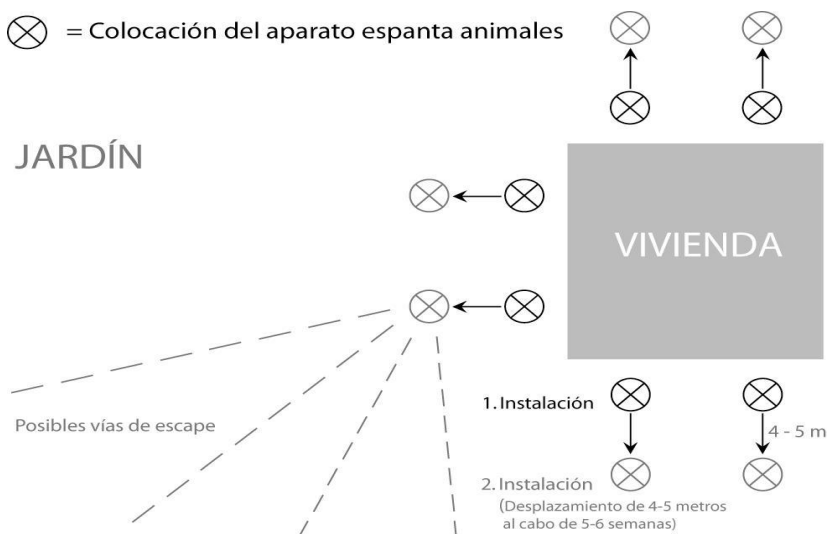 = Colocación del aparato espanta animales
JARDÍN
VIVIENDA
1. Instalación
Posibles vías de escape
4 - 5 m
2. Instalación
(Desplazamiento de 4-5 metros
al cabo de 5-6 semanas)